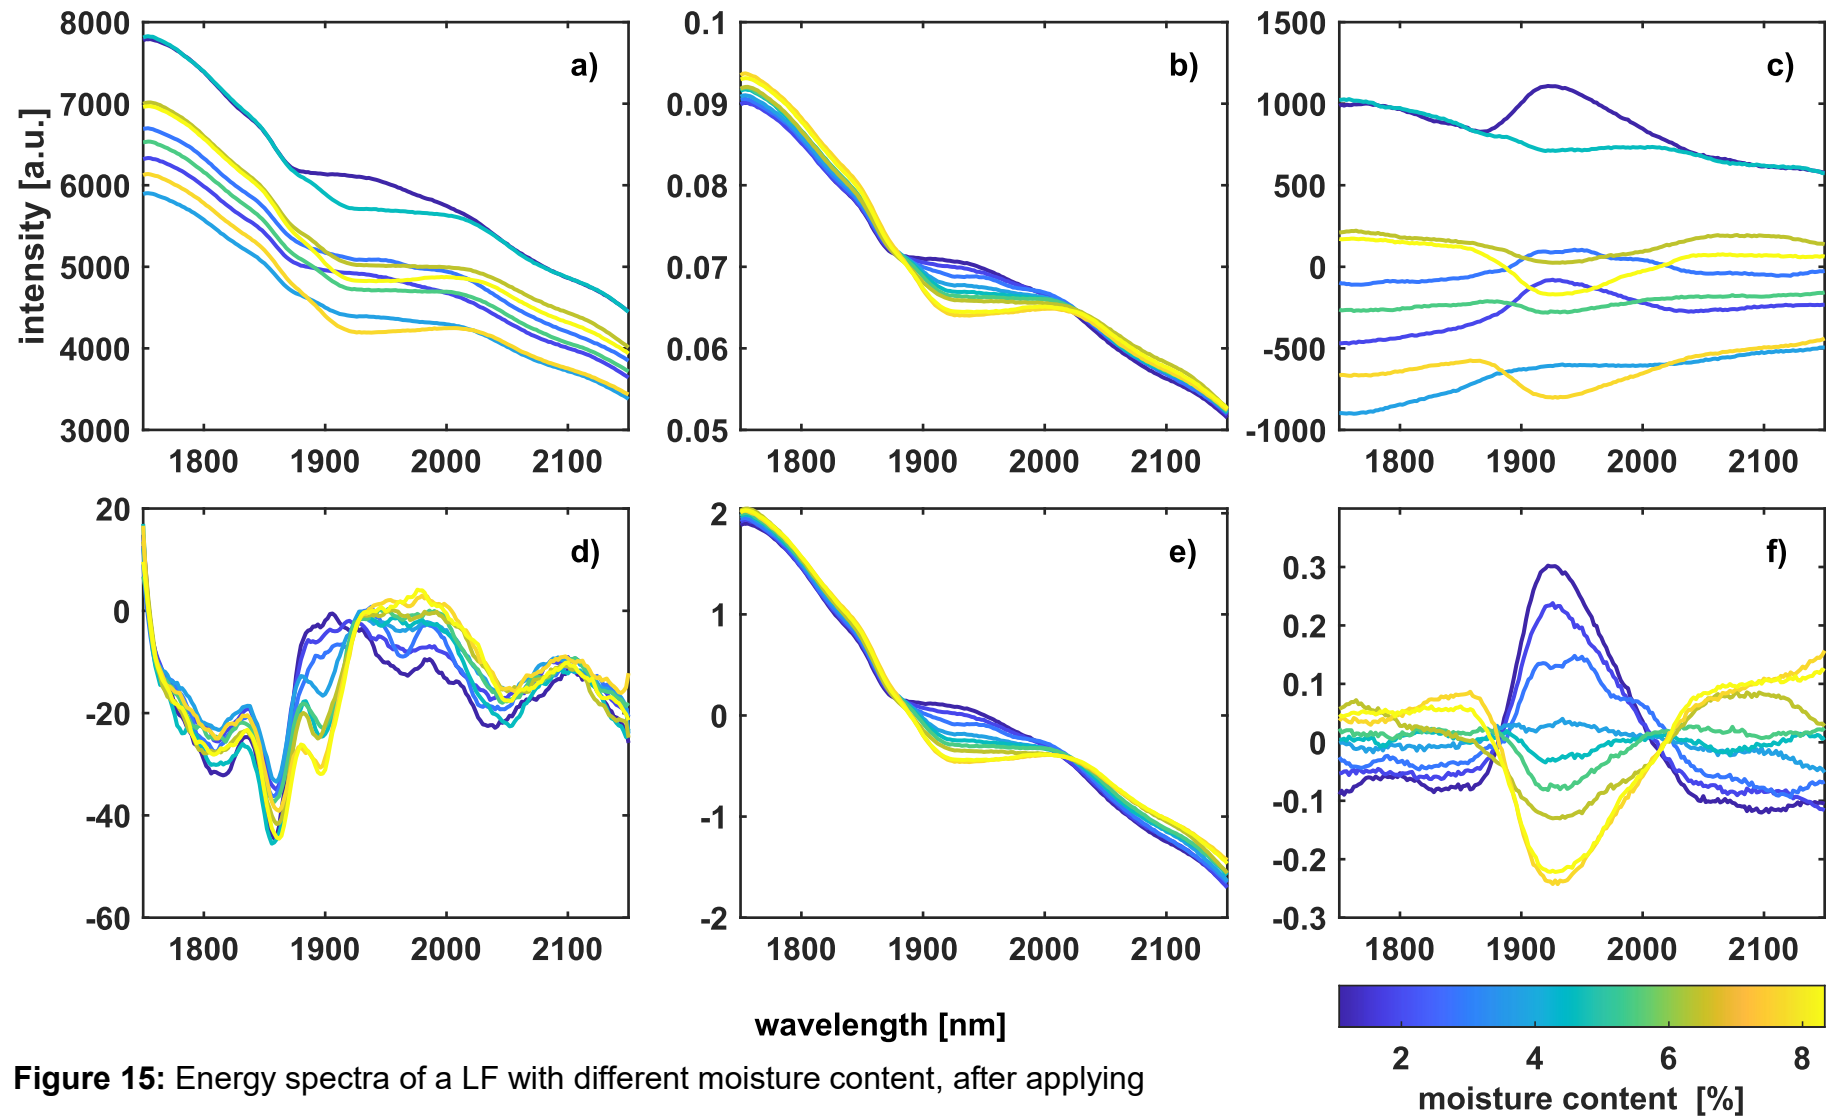 intensity [a.u.]
a)
8000
7000
6000
5000
4000
3000
1800 1900 2000 2100
b)
0.1
0.09
0.08
0.07
0.06
0.05
1800 1900 2000 2100
c)
1500
1000
500
0
-500
-1000
1800 1900 2000 2100
d)
20
0
-20
-40
-60
1800 1900 2000 2100
e)
2
1
0
-1
-2
1800 1900 2000 2100
f)
0.3
0.2
0.1
0
-0.1
-0.2
-0.3
1800 1900 2000 2100
wavelength [nm]
2 4 6 8
moisture content [%]
Figure 15: Energy spectra of a LF with different moisture content, after applying